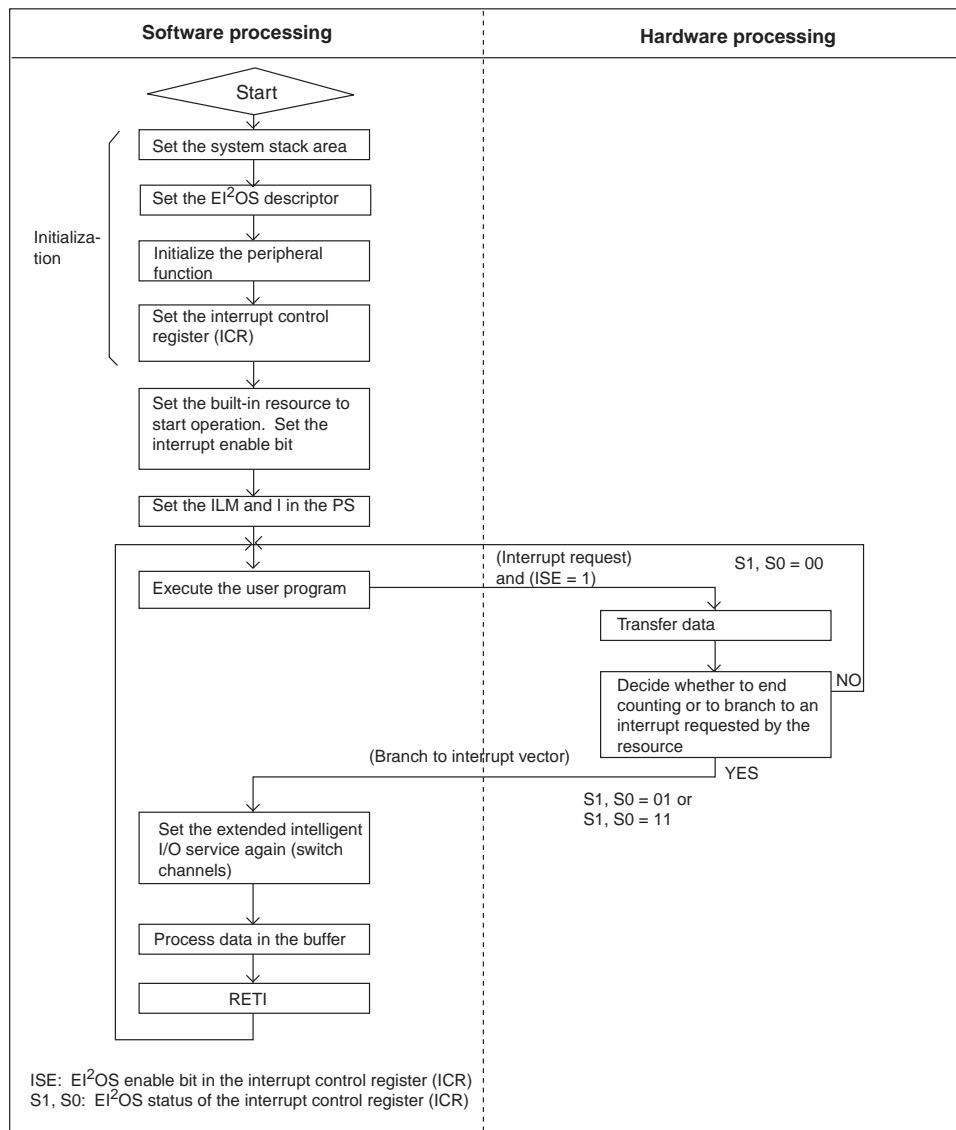 Software processing
Hardware processing
Start
Set the system stack area
Set the EI²OS descriptor
Initializa-
tion
Initialize the peripheral
function
Set the interrupt control
register (ICR)
Set the built-in resource to
start operation. Set the
interrupt enable bit
Set the ILM and I in the PS
(Interrupt request)
and (ISE = 1)
S1, S0 = 00
Execute the user program
Transfer data
NO
Decide whether to end
counting or to branch to an
interrupt requested by the
resource
(Branch to interrupt vector)
YES
S1, S0 = 01 or
S1, S0 = 11
Set the extended intelligent
I/O service again (switch
channels)
Process data in the buffer
RETI
ISE: EI²OS enable bit in the interrupt control register (ICR)
S1, S0: EI²OS status of the interrupt control register (ICR)